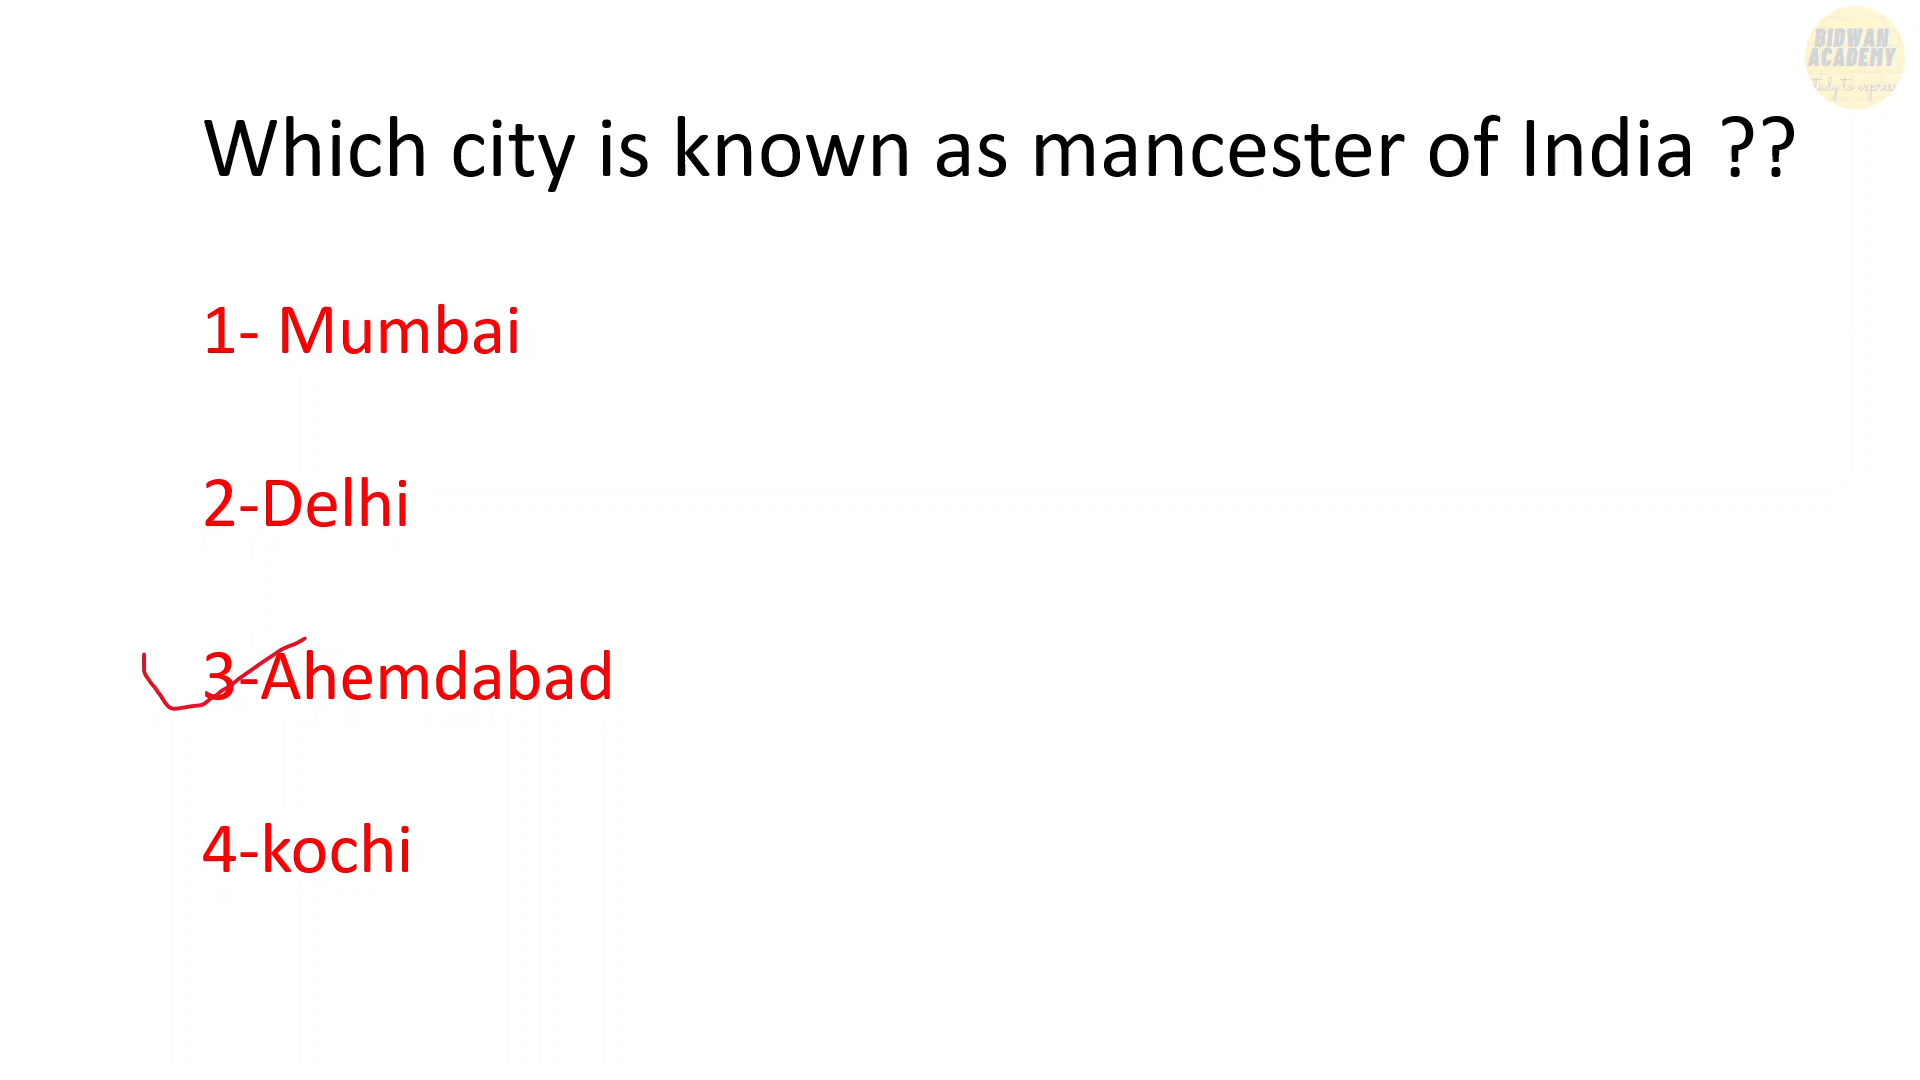 BIDWAN
ACADEMY
Which city is known as mancester of India ??
1- Mumbai
2-Delhi
3-Ahemdabad
4-kochi